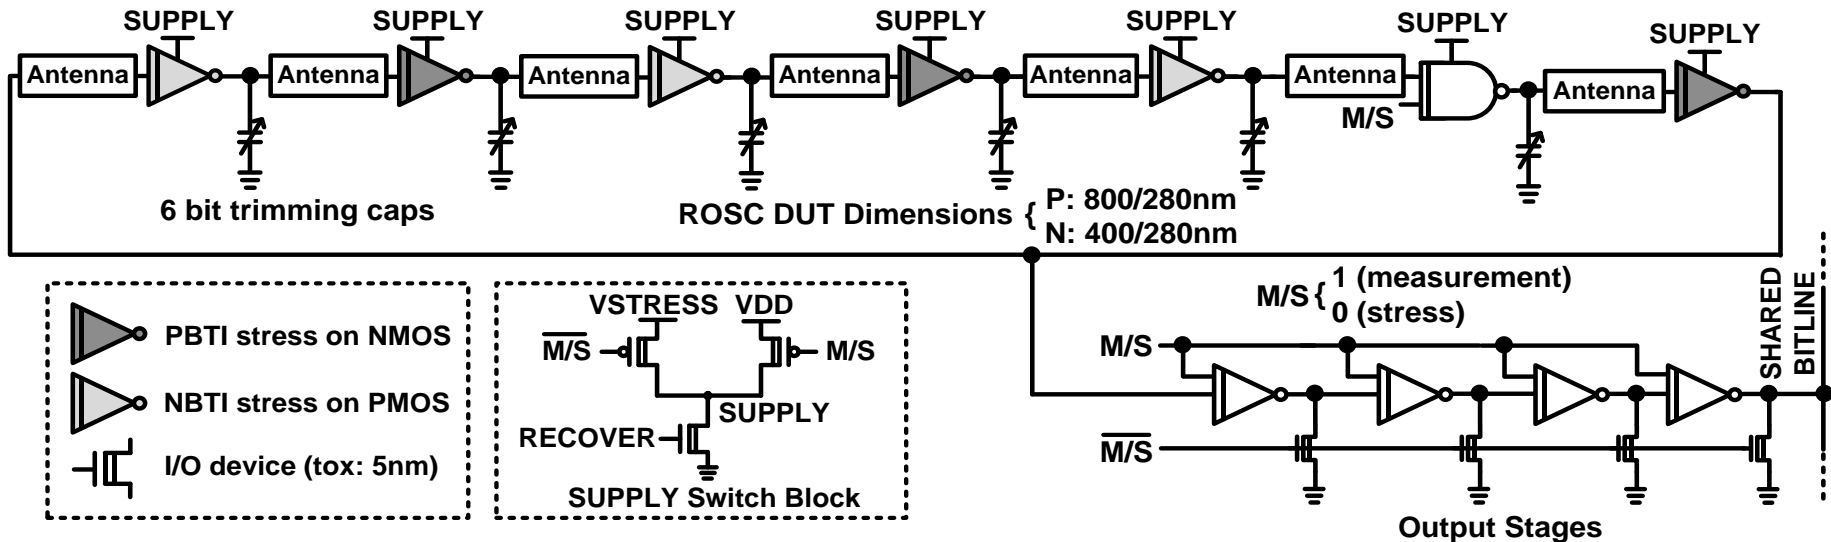 SUPPLY SUPPLY SUPPLY SUPPLY SUPPLY SUPPLY SUPPLY
Antenna Antenna Antenna Antenna Antenna Antenna Antenna
M/S
6 bit trimming caps
ROSC DUT Dimensions { P: 800/280nm
N: 400/280nm
PBTI stress on NMOS
NBTI stress on PMOS
I/O device (tox: 5nm)
VSTRESS VDD
M̅/̅S̅ M/S
SUPPLY
RECOVER
SUPPLY Switch Block
M/S { 1 (measurement)
0 (stress)
M/S
M̅/̅S̅
SHARED
BITLINE
Output Stages